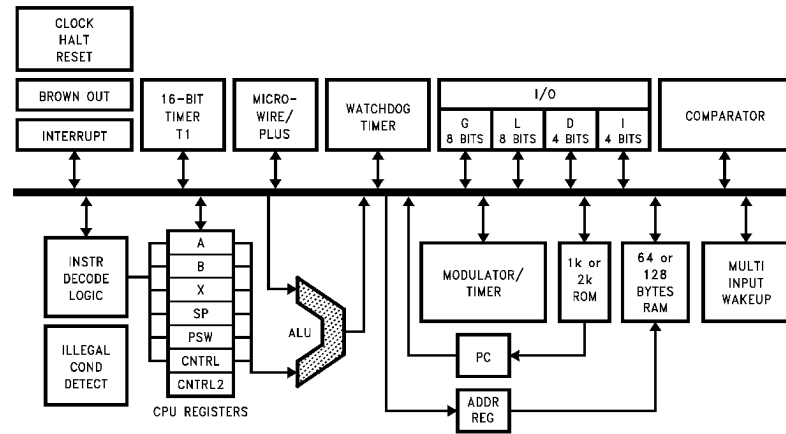 CLOCK
HALT
RESET
BROWN OUT
INTERRUPT
16-BIT
TIMER
T1
MICRO-
WIRE/
PLUS
WATCHDOG
TIMER
I/O
G
8 BITS
L
8 BITS
D
4 BITS
I
4 BITS
COMPARATOR
INSTR
DECODE
LOGIC
ILLEGAL
COND
DETECT
A
B
X
SP
PSW
CNTRL
CNTRL2
CPU REGISTERS
ALU
MODULATOR/
TIMER
1k or
2k
ROM
64 or
128
BYTES
RAM
MULTI
INPUT
WAKEUP
PC
ADDR
REG